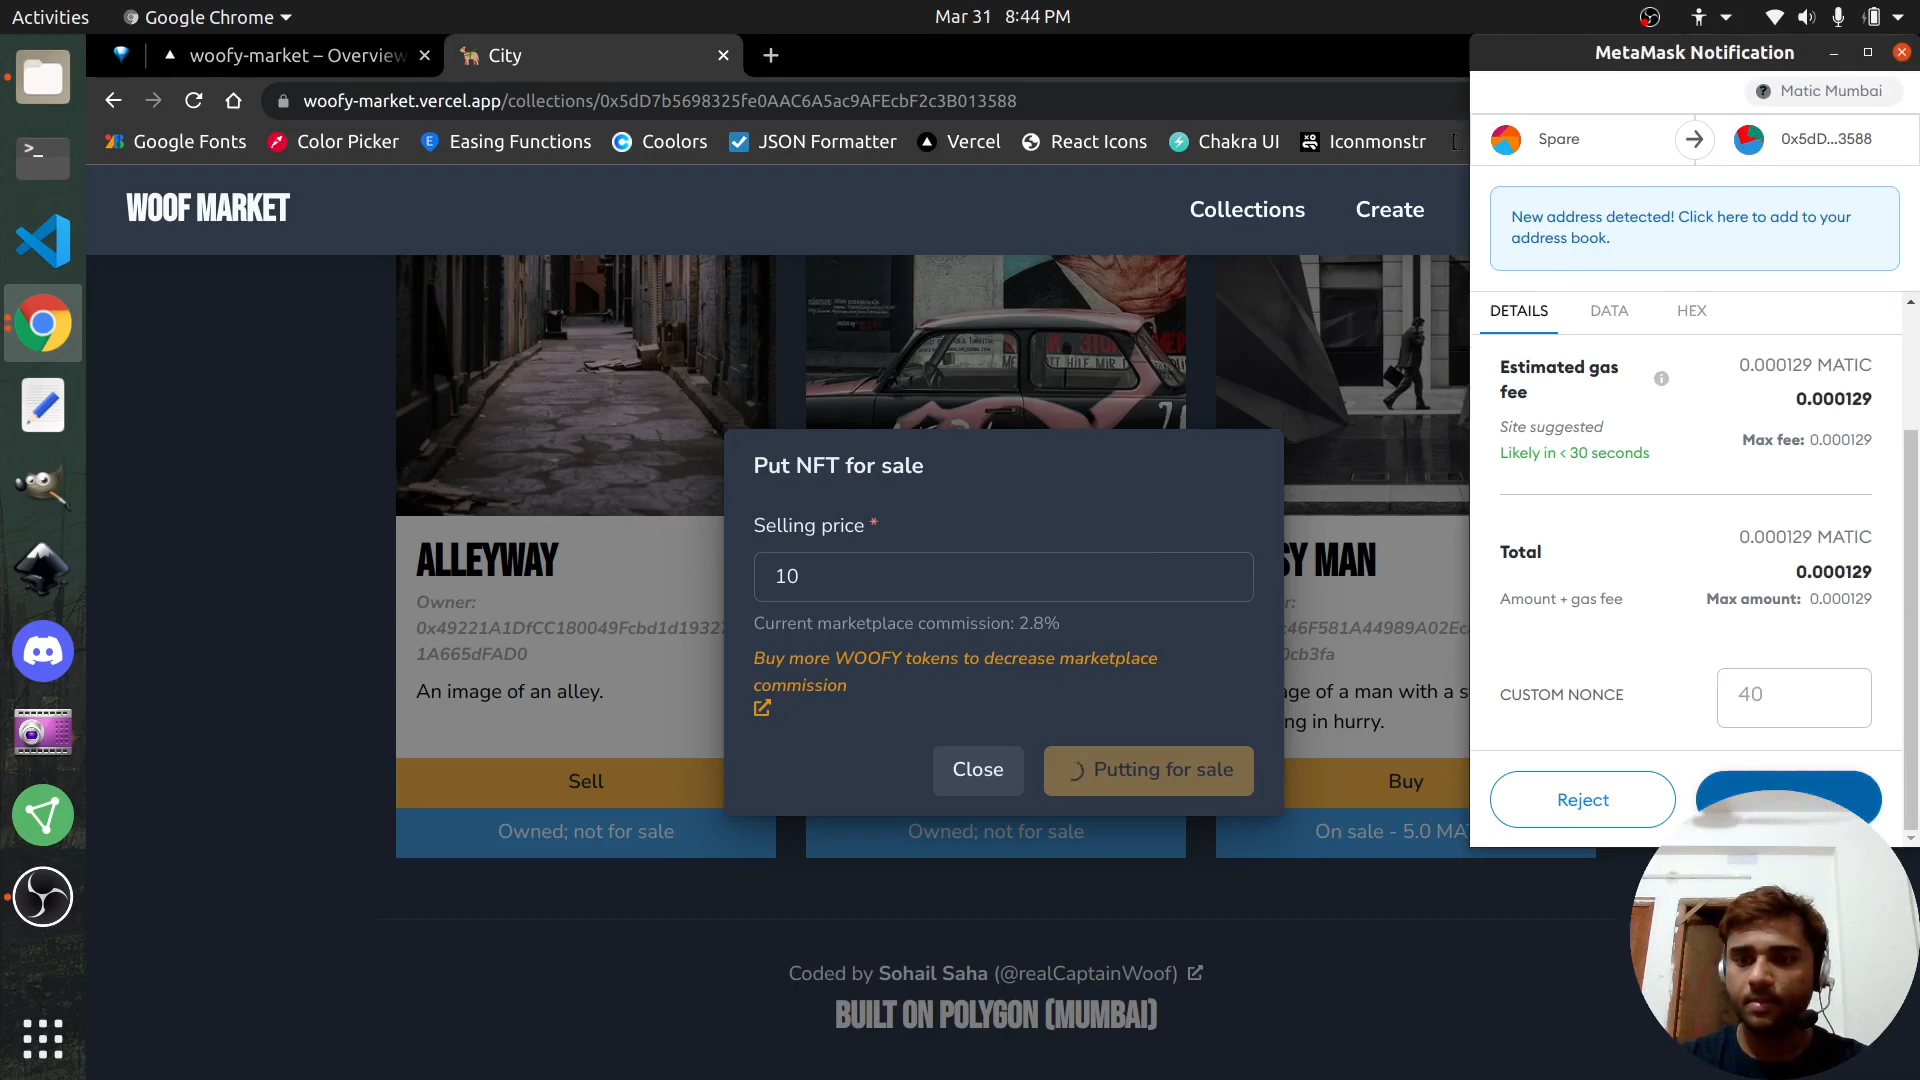 Activities
Google Chrome
Mar 31 8:44 PM
woofy-market – Overview
City
woofy-market.vercel.app/collections/0x5dD7b5698325fe0AAC6A5ac9AFEcbF2c3B013588
Google Fonts
Color Picker
Easing Functions
Coolors
JSON Formatter
Vercel
React Icons
Chakra UI
Iconmonstr
WOOF MARKET
Collections
Create
ALLEYWAY
Owner:
0x49221A1DfCC180049Fcbd1d19327
1A665dFAD0
An image of an alley.
Sell
Owned; not for sale
Owned; not for sale
SY MAN
46F581A44989A02Ec
0cb3fa
age of a man with a s
ng in hurry.
Buy
On sale - 5.0 MA
Put NFT for sale
Selling price *
10
Current marketplace commission: 2.8%
Buy more WOOFY tokens to decrease marketplace
commission
Close
Putting for sale
Coded by Sohail Saha (@realCaptainWoof)
BUILT ON POLYGON (MUMBAI)
MetaMask Notification
Matic Mumbai
Spare
0x5dD...3588
New address detected! Click here to add to your
address book.
DETAILS
DATA
HEX
Estimated gas
fee
0.000129 MATIC
0.000129
Site suggested
Likely in < 30 seconds
Max fee: 0.000129
Total
0.000129 MATIC
0.000129
Amount + gas fee
Max amount: 0.000129
CUSTOM NONCE
40
Reject